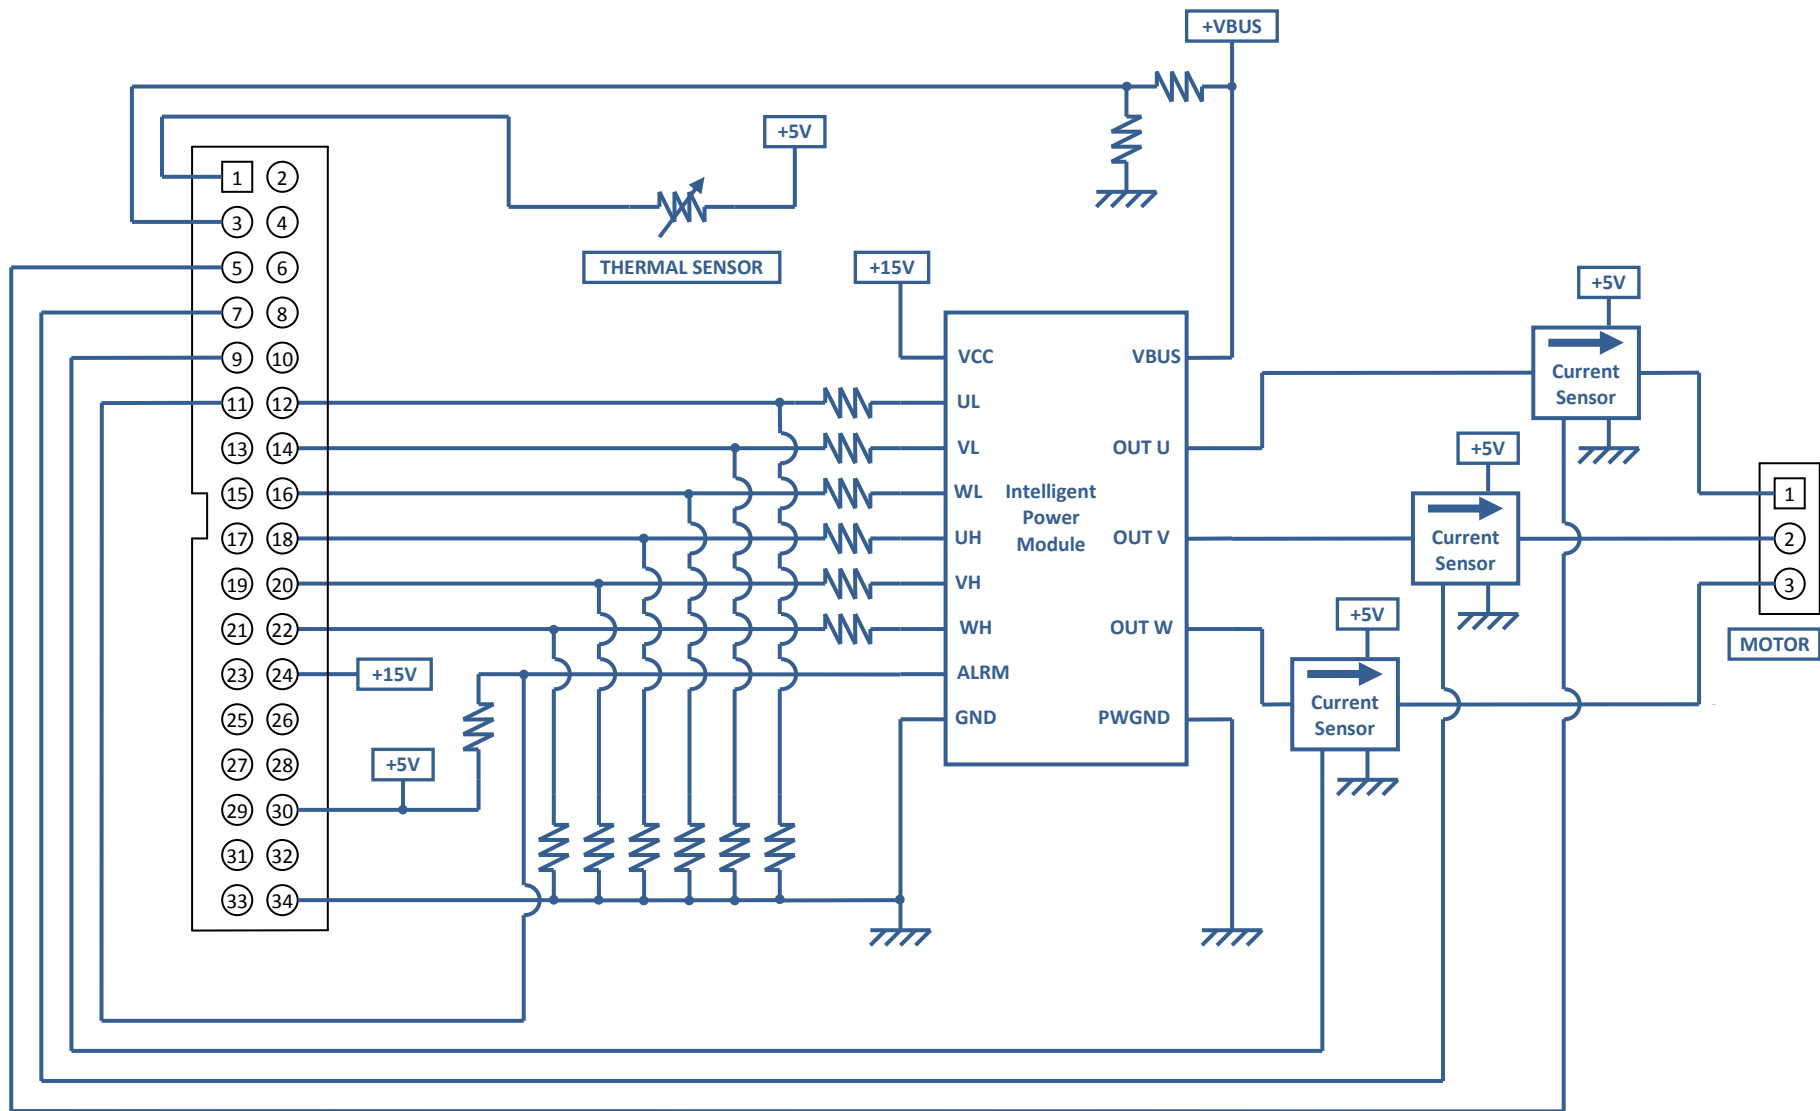 +VBUS
+5V
1 2
3 4
THERMAL SENSOR
+15V
5 6
+5V
7 8
VCC
VBUS
9 10
Current
Sensor
11 12
UL
13 14
VL
OUT U
+5V
15 16
WL
Intelligent
Power
Module
1
17 18
UH
OUT V
Current
Sensor
2
19 20
VH
3
+5V
21 22
WH
OUT W
MOTOR
23 24
+15V
ALRM
Current
Sensor
25 26
GND
PWGND
27 28
+5V
29 30
31 32
33 34